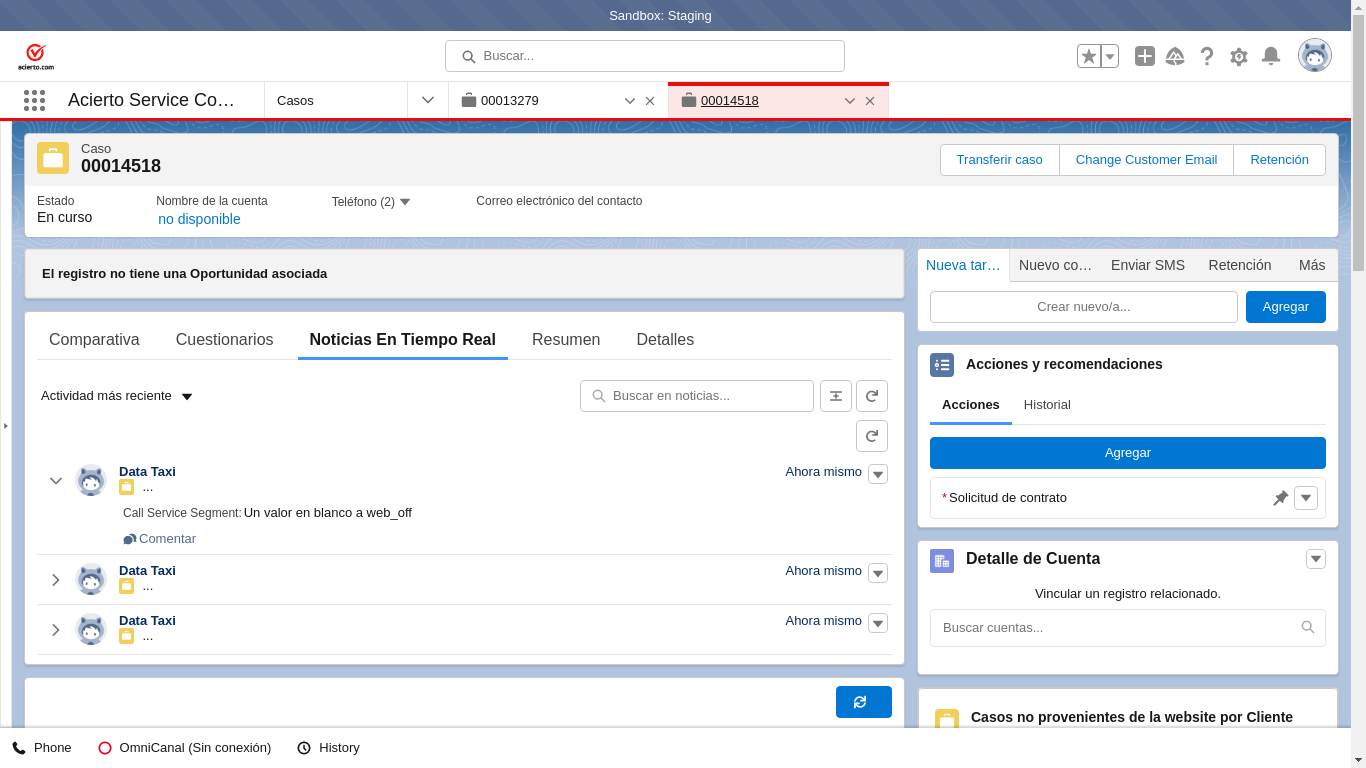 Sandbox: Staging
acierto.com
Buscar...
Acierto Service Co…
Casos
00013279
00014518
Caso
00014518
Transferir caso
Change Customer Email
Retención
Estado
En curso
Nombre de la cuenta
no disponible
Teléfono (2)
Correo electrónico del contacto
El registro no tiene una Oportunidad asociada
Comparativa
Cuestionarios
Noticias En Tiempo Real
Resumen
Detalles
Actividad más reciente
Buscar en noticias...
Data Taxi
Ahora mismo
...
Call Service Segment: Un valor en blanco a web_off
Comentar
Data Taxi
Ahora mismo
...
Data Taxi
Ahora mismo
...
Nueva tar…
Nuevo co…
Enviar SMS
Retención
Más
Crear nuevo/a...
Agregar
Acciones y recomendaciones
Acciones
Historial
Agregar
*Solicitud de contrato
Detalle de Cuenta
Vincular un registro relacionado.
Buscar cuentas...
Casos no provenientes de la website por Cliente
Phone
OmniCanal (Sin conexión)
History